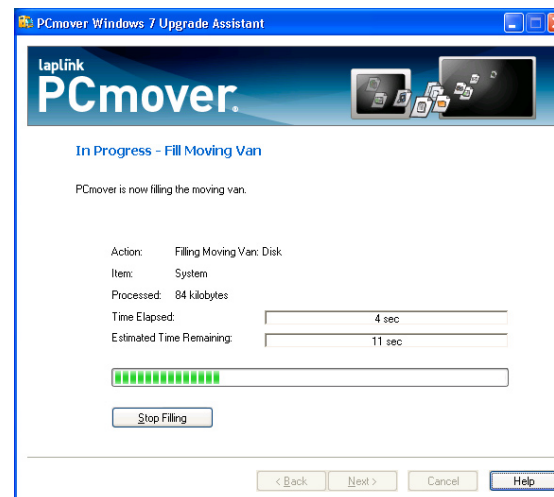 PCmover Windows 7 Upgrade Assistant
laplink
PCmover.
In Progress - Fill Moving Van
PCmover is now filling the moving van.
Action: Filling Moving Van: Disk
Item: System
Processed: 84 kilobytes
Time Elapsed: 4 sec
Estimated Time Remaining: 11 sec
Stop Filling
< Back Next > Cancel Help